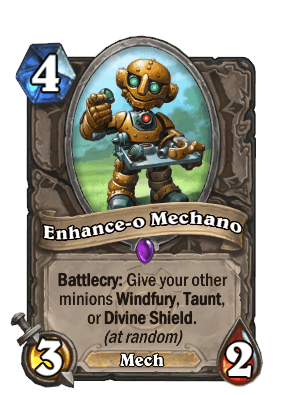 4
Enhance-o Mechano
Battlecry: Give your other
minions Windfury, Taunt,
or Divine Shield.
(at random)
3
Mech
2